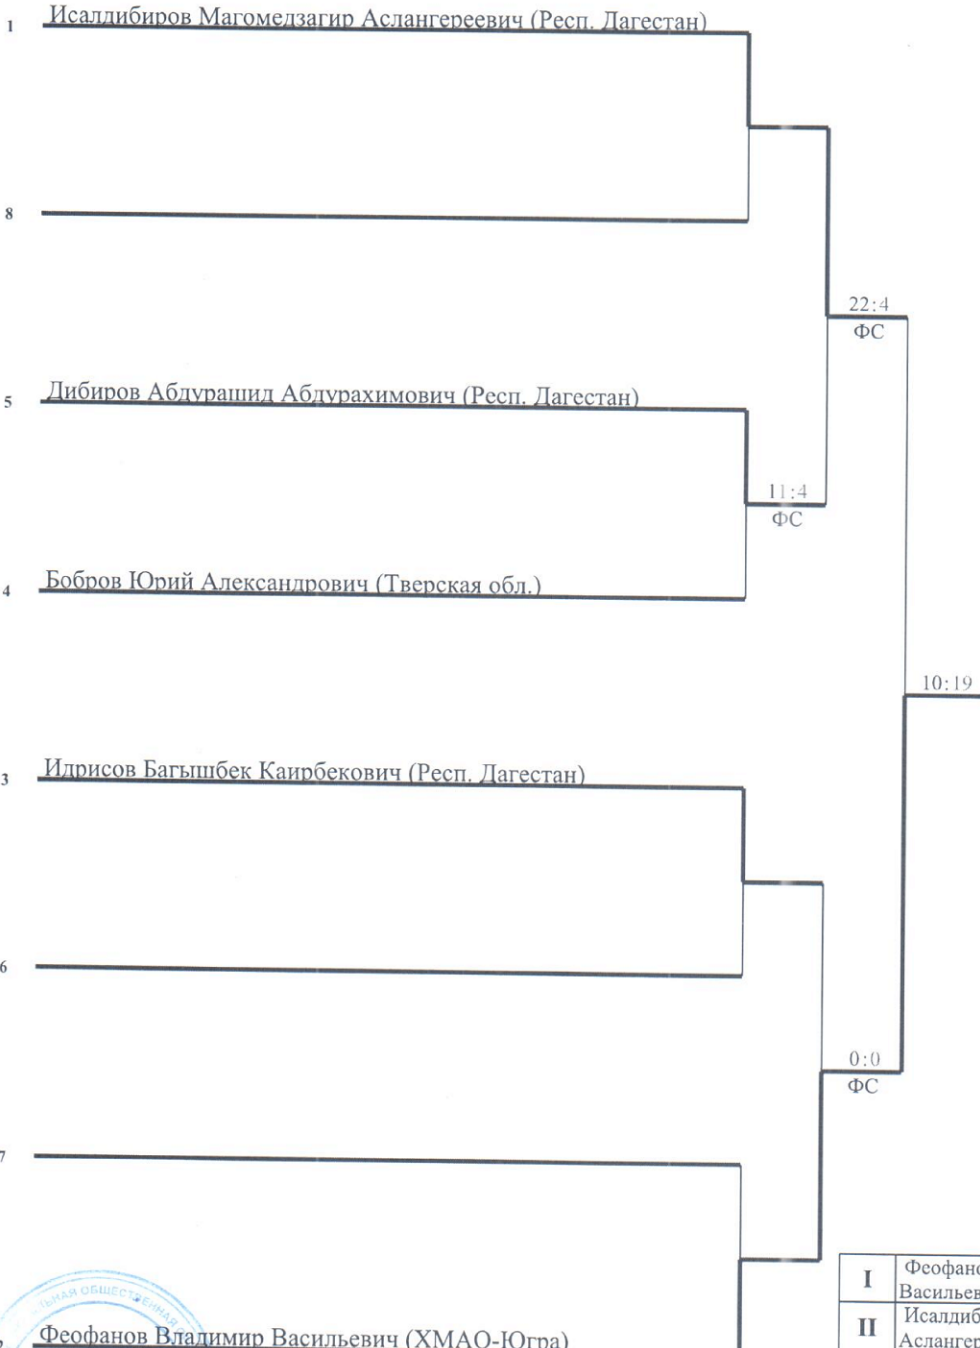 1 Исалдибиров Магомедзагир Аслангереевич (Респ. Дагестан)
8
22:4
ФС
5 Дибиров Абдурашид Абдурахимович (Респ. Дагестан)
11:4
ФС
4 Бобров Юрий Александрович (Тверская обл.)
10:19
3 Идрисов Багышбек Каирбекович (Респ. Дагестан)
6
0:0
ФС
7
I Феофано
Васильев
ОБЩЕСТВЕННАЯ
II Исалдиб
Аслангер
Феофанов Владимир Васильевич (ХМАО-Югра)